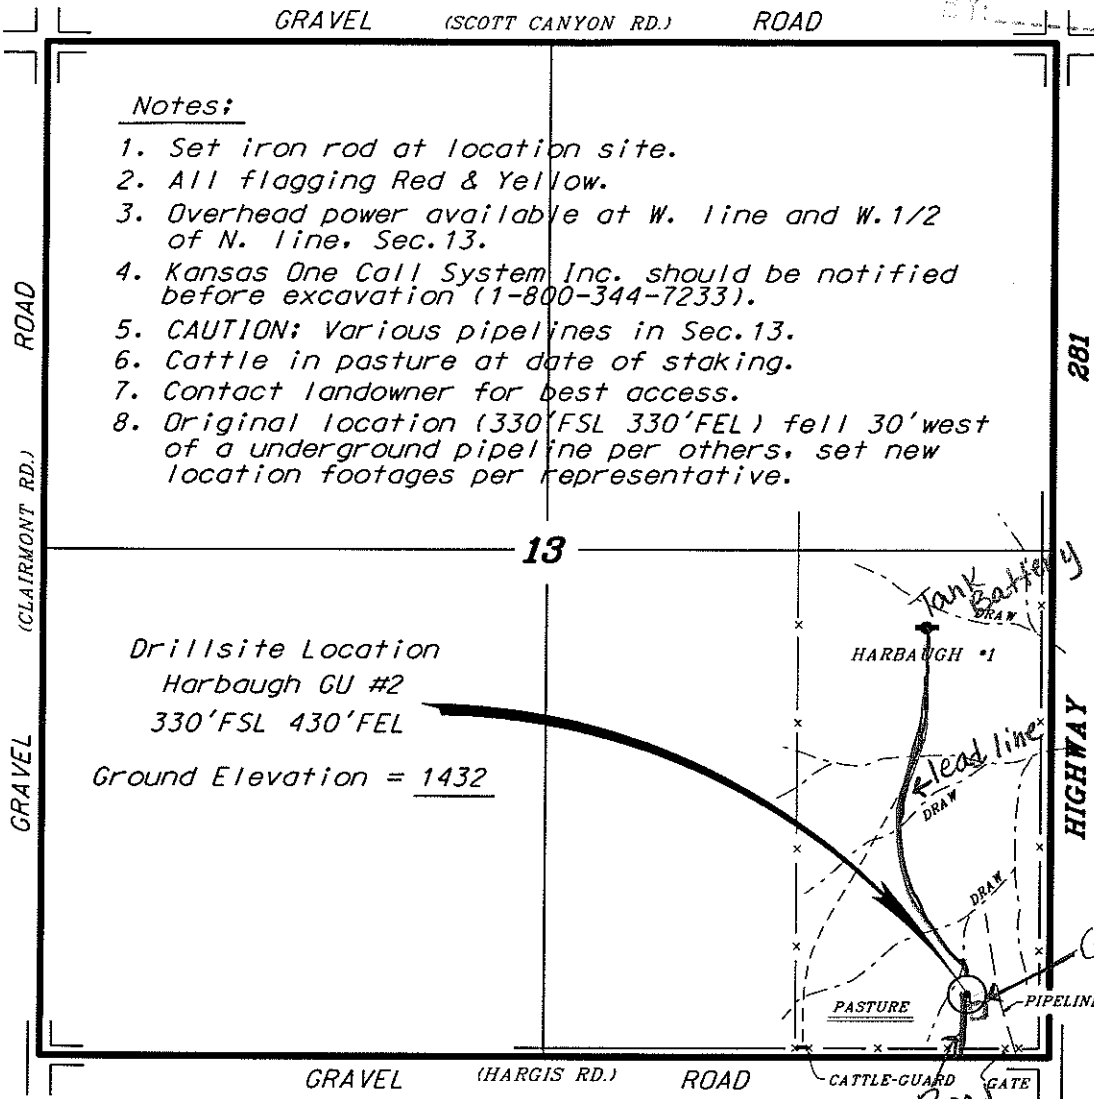 GRAVEL (SCOTT CANYON RD.) ROAD
Notes:
1. Set iron rod at location site.
2. All flagging Red & Yellow.
3. Overhead power available at W. line and W.1/2
of N. line, Sec.13.
4. Kansas One Call System Inc. should be notified
before excavation (1-800-344-7233).
5. CAUTION: Various pipelines in Sec.13.
6. Cattle in pasture at date of staking.
7. Contact landowner for best access.
8. Original location (330'FSL 330'FEL) fell 30'west
of a underground pipeline per others, set new
location footages per representative.
GRAVEL (CLAIRMONT RD.) ROAD
281
HIGHWAY
13
Tank
Battery
DRAW
HARBAUGH #1
Drillsite Location
Harbaugh GU #2
330'FSL 430'FEL
Ground Elevation = 1432
lead line
DRAW
DRAW
PASTURE
PIPELINE
CATTLE-GUARD
GATE
GRAVEL (HARGIS RD.) ROAD